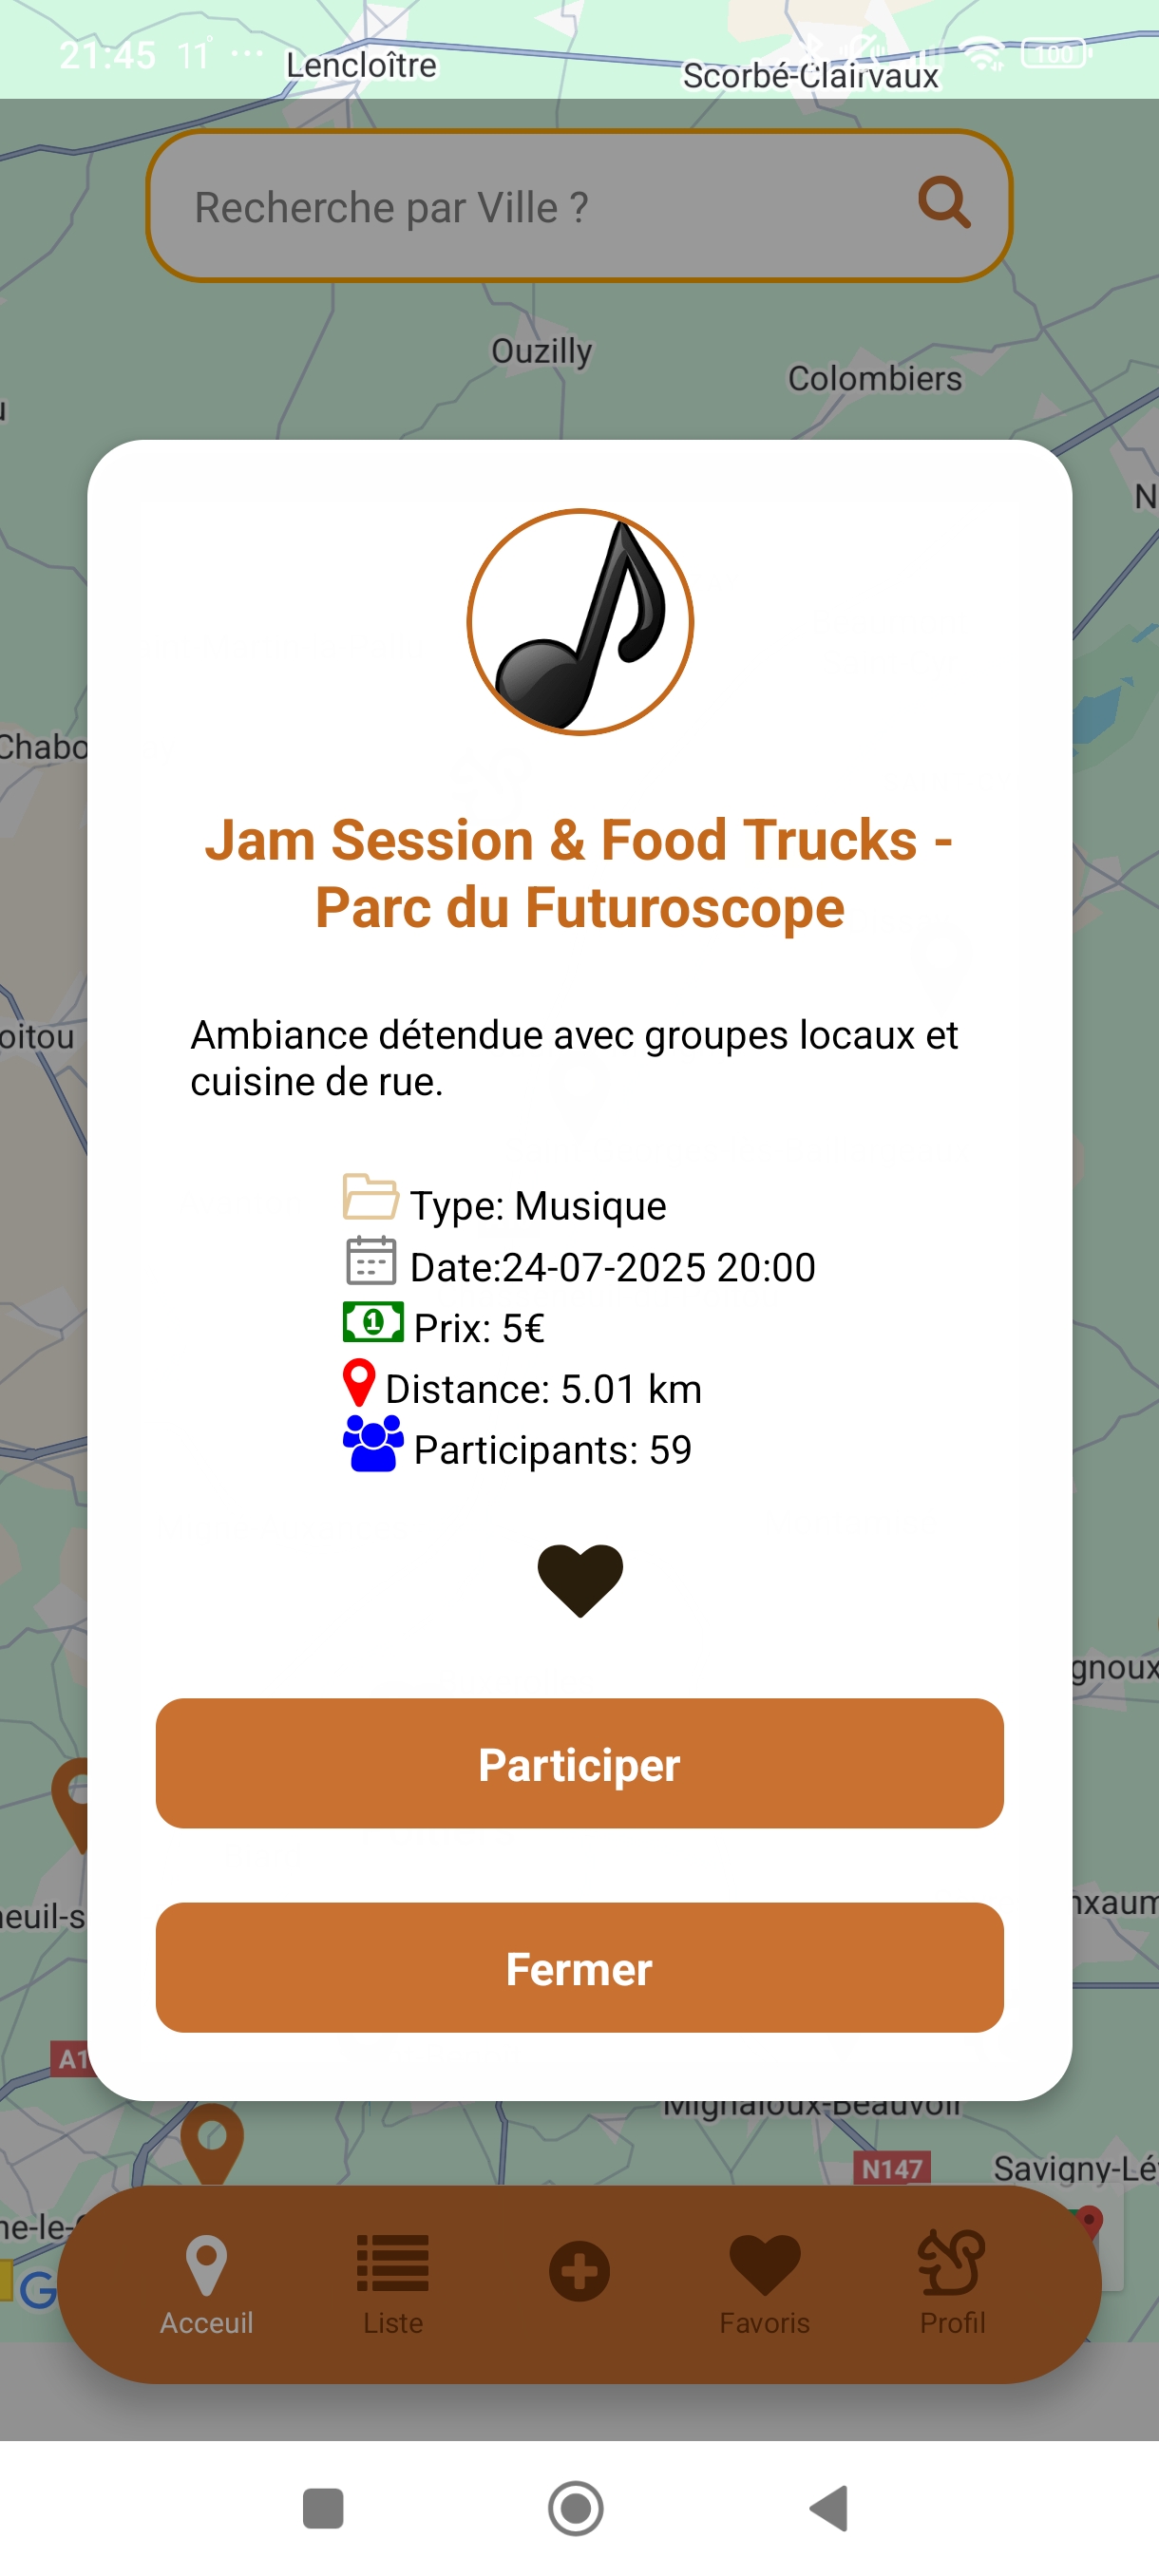 21:45 11° ...
100
Lencloître
Scorbé-Clairvaux
Recherche par Ville ?
Ouzilly
Colombiers
N
Chabo
Jam Session & Food Trucks -
Parc du Futuroscope
oitou
Ambiance détendue avec groupes locaux et
cuisine de rue.
Type: Musique
Date:24-07-2025 20:00
1
Prix: 5€
Distance: 5.01 km
Participants: 59
gnoux
Participer
euil-s
nxaum
Fermer
A1
Mignaloux-Beauvoir
N147
Savigny-Lé
ne-le-
G
Acceuil
Liste
Favoris
Profil